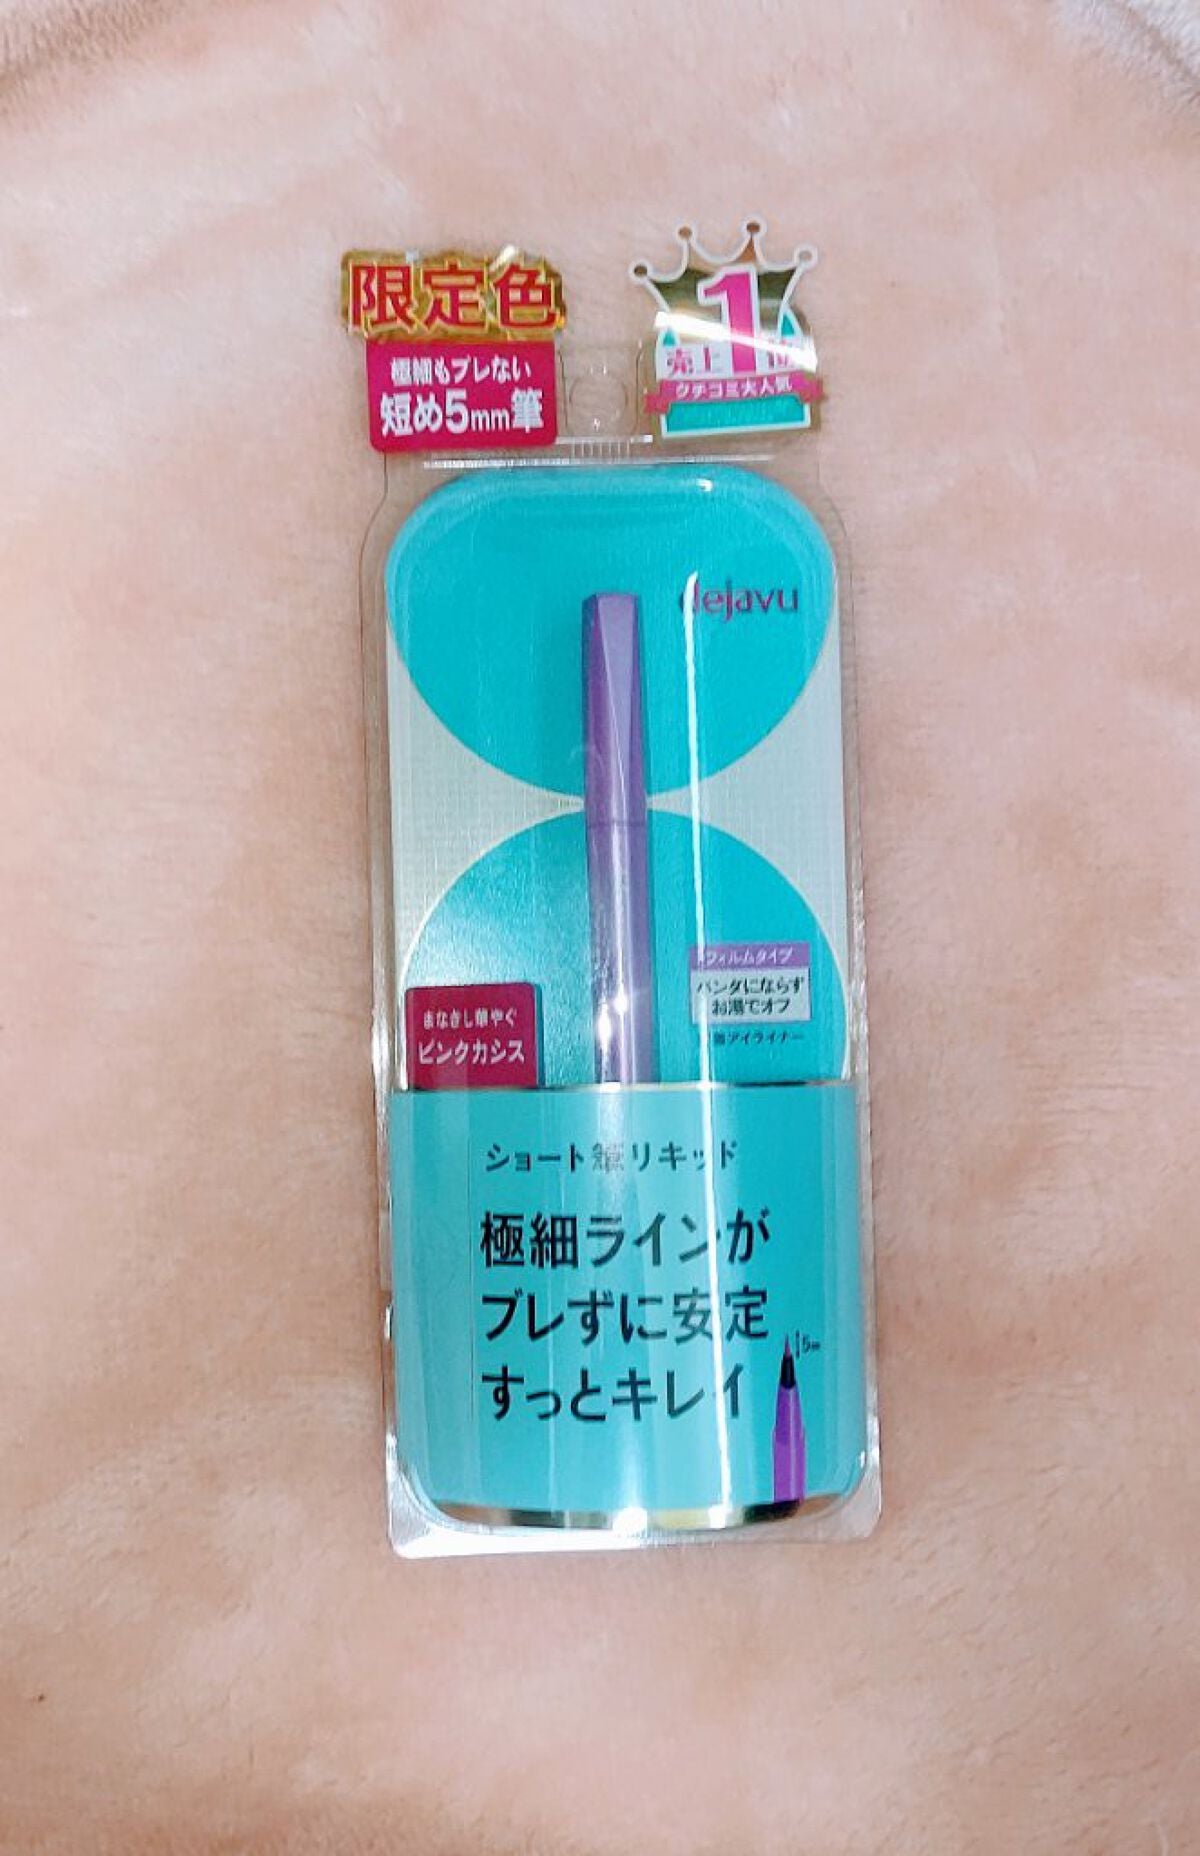 限定色
極細もブレない
短め5mm筆
売上1位
クチコミ大人気
dejavu
フィルムタイプ
パンダにならず
お湯でオフ
アイライナー
まなざし華やぐ
ピンクカシス
ショート筆リキッド
極細ラインが
ブレずに安定
すっとキレイ
5mm